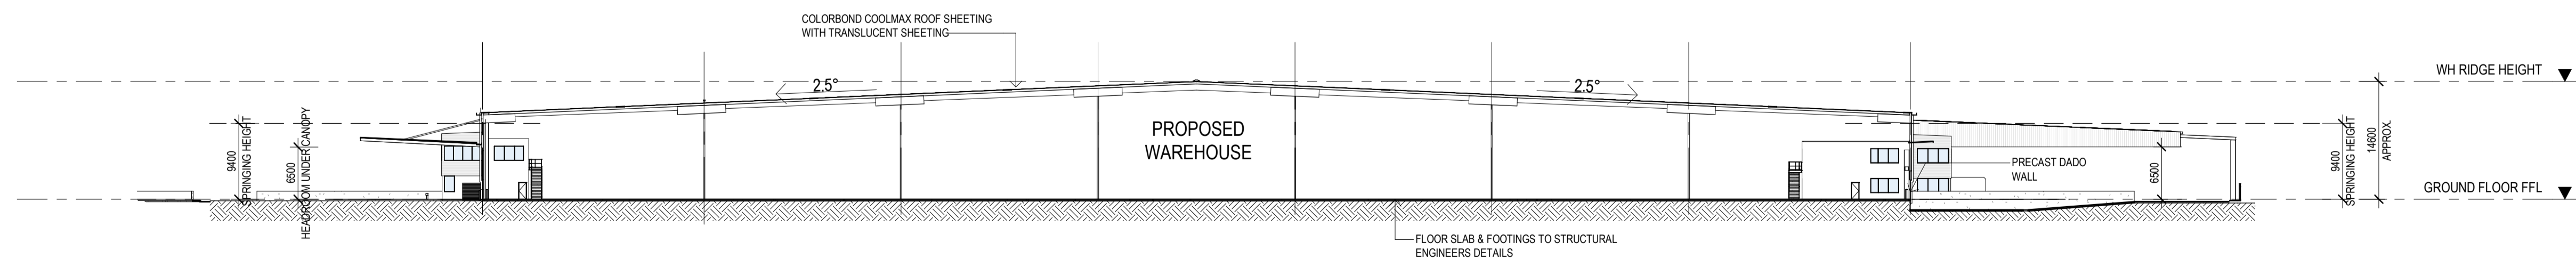 COLORBOND COOLMAX ROOF SHEETING
WITH TRANSLUCENT SHEETING
WH RIDGE HEIGHT
2.5°
2.5°
PROPOSED
WAREHOUSE
9400
SPRINGING HEIGHT
6500
HEADROOM UNDER CANOPY
PRECAST DADO
WALL
6500
9400
SPRINGING HEIGHT
14600
APPROX.
GROUND FLOOR FFL
FLOOR SLAB & FOOTINGS TO STRUCTURAL
ENGINEERS DETAILS